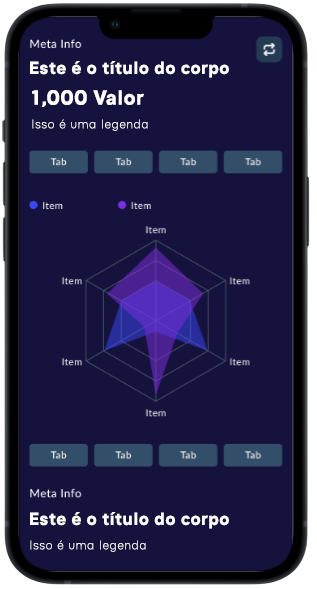 Meta Info
Este é o título do corpo
1,000 Valor
Isso é uma legenda
Tab Tab Tab Tab
Item Item
Item
Item Item
Item Item
Item
Tab Tab Tab Tab
Meta Info
Este é o título do corpo
Isso é uma legenda